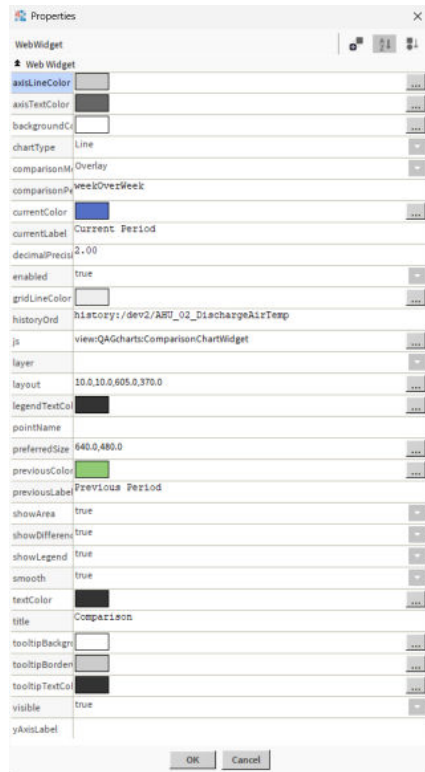 Properties
WebWidget
Web Widget
axisLineColor
axisTextColor
backgroundCo
chartType Line
comparisonMo Overlay
comparisonPe weekOverWeek
currentColor
currentLabel Current Period
decimalPrecisi 2.00
enabled true
gridLineColor
historyOrd history:/dev2/AHU_02_DischargeAirTemp
js view:QAGcharts:ComparisonChartWidget
layer
layout 10.0,10.0,605.0,370.0
legendTextCol
pointName
preferredSize 640.0,480.0
previousColor
previousLabel Previous Period
showArea true
showDifferenc true
showLegend true
smooth true
textColor
title Comparison
tooltipBackgro
tooltipBorder
tooltipTextCol
visible true
yAxisLabel
OK Cancel